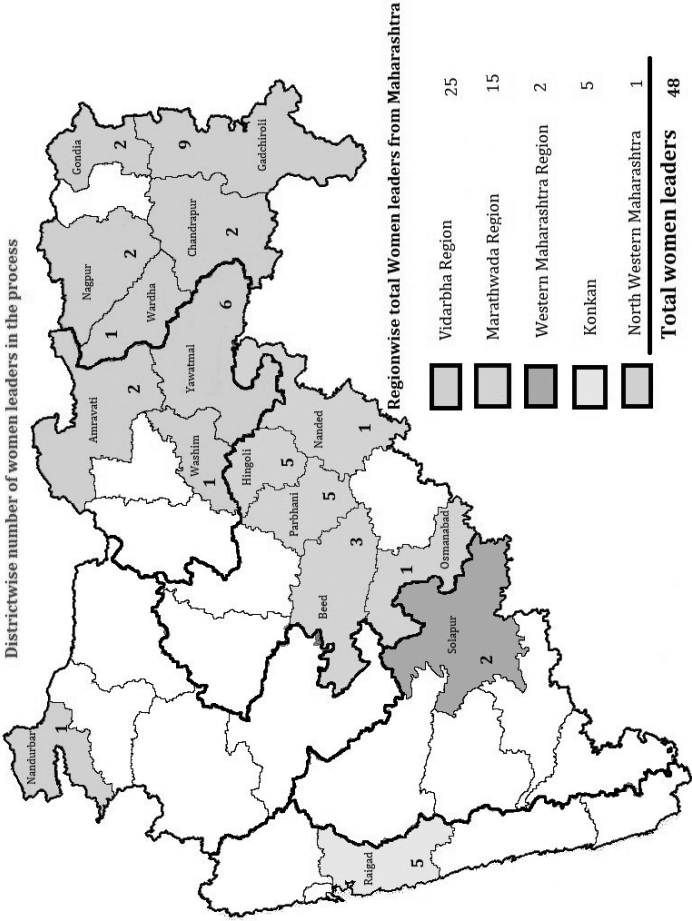 Districtwise number of women leaders in the process
Nandurbar
1
Amravati
2
Nagpur
2
Wardha
1
Gondia
2
9
Gadchiroli
Chandrapur
2
Yawatmal
6
Washim
1
Hingoli
5
Parbhani
5
Nanded
1
Beed
3
Osmanabad
1
Solapur
2
Raigad
5
Regionwise total Women leaders from Maharashtra
Vidarbha Region 25
Marathwada Region 15
Western Maharashtra Region 2
Konkan 5
North Western Maharashtra 1
Total women leaders 48